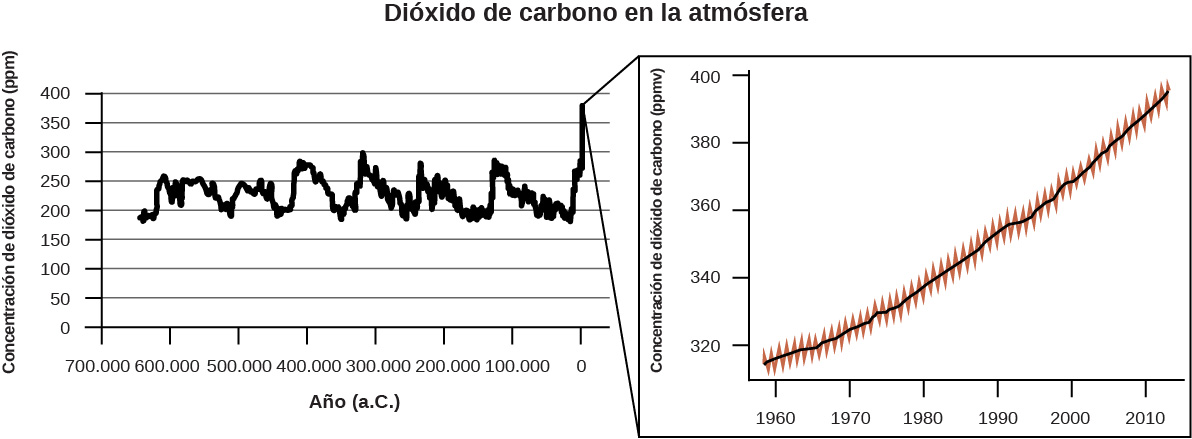 Dióxido de carbono en la atmósfera
Concentración de dióxido de carbono (ppm)
400
350
300
250
200
150
100
50
0
700.000 600.000 500.000 400.000 300.000 200.000 100.000 0
Año (a.C.)
Concentración de dióxido de carbono (ppmv)
400
380
360
340
320
1960 1970 1980 1990 2000 2010